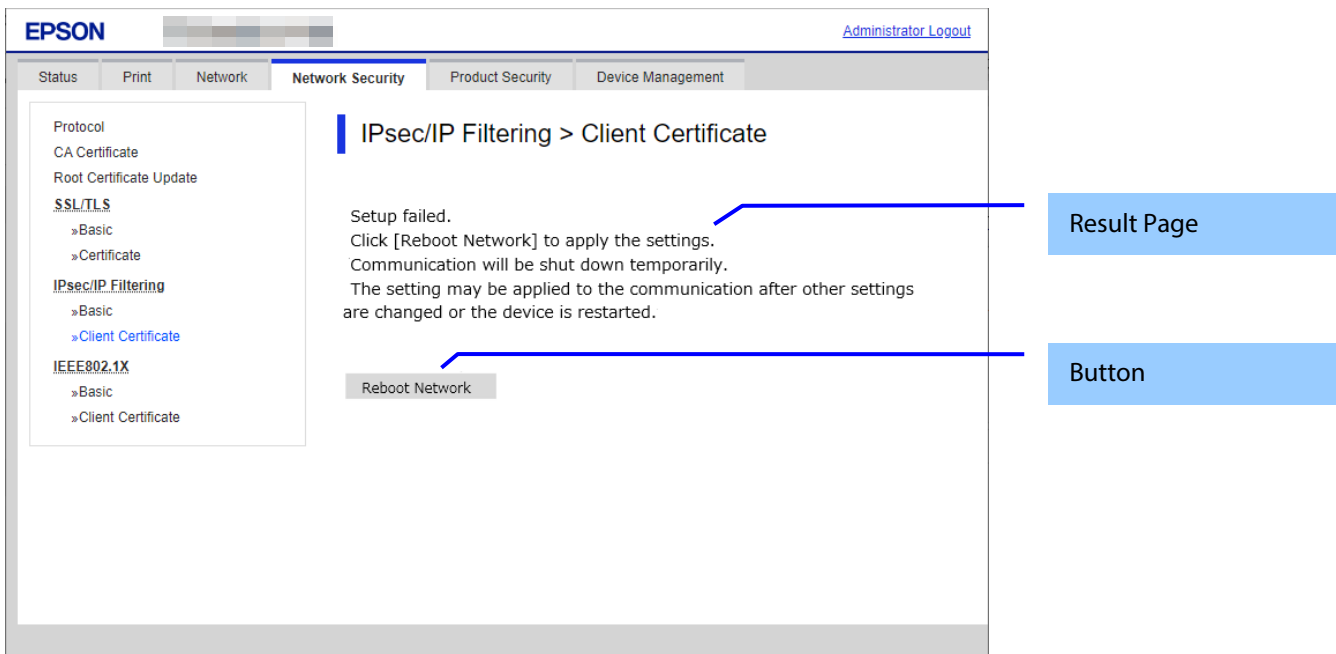 EPSON
Administrator Logout
Status Print Network Network Security Product Security Device Management
Protocol
CA Certificate
Root Certificate Update
SSL/TLS
»Basic
»Certificate
IPsec/IP Filtering
»Basic
»Client Certificate
IEEE802.1X
»Basic
»Client Certificate
IPsec/IP Filtering > Client Certificate
Setup failed.
Click [Reboot Network] to apply the settings.
Communication will be shut down temporarily.
The setting may be applied to the communication after other settings
are changed or the device is restarted.
Reboot Network
Result Page
Button